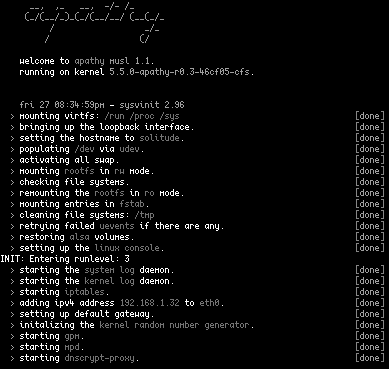 welcome to apathy musl 1.1.
running on kernel 5.5.0-apathy-r0.3-46cf05-cfs.
fri 27 08:34:59pm - sysvinit 2.96
> mounting virtfs: /run /proc /sys [done]
> bringing up the loopback interface. [done]
> setting the hostname to solitude. [done]
> populating /dev via udev. [done]
> activating all swap. [done]
> mounting rootfs in rw mode. [done]
> checking file systems. [done]
> remounting the rootfs in ro mode. [done]
> mounting entries in fstab. [done]
> cleaning file systems: /tmp [done]
> retrying failed uevents if there are any. [done]
> restoring alsa volumes. [done]
> setting up the linux console. [done]
INIT: Entering runlevel: 3
> starting the system log daemon. [done]
> starting the kernel log daemon. [done]
> starting iptables. [done]
> adding ipv4 address 192.168.1.32 to eth0. [done]
> setting up default gateway. [done]
> initalizing the kernel random number generator. [done]
> starting gpm. [done]
> starting mpd. [done]
> starting dnscrypt-proxy. [done]